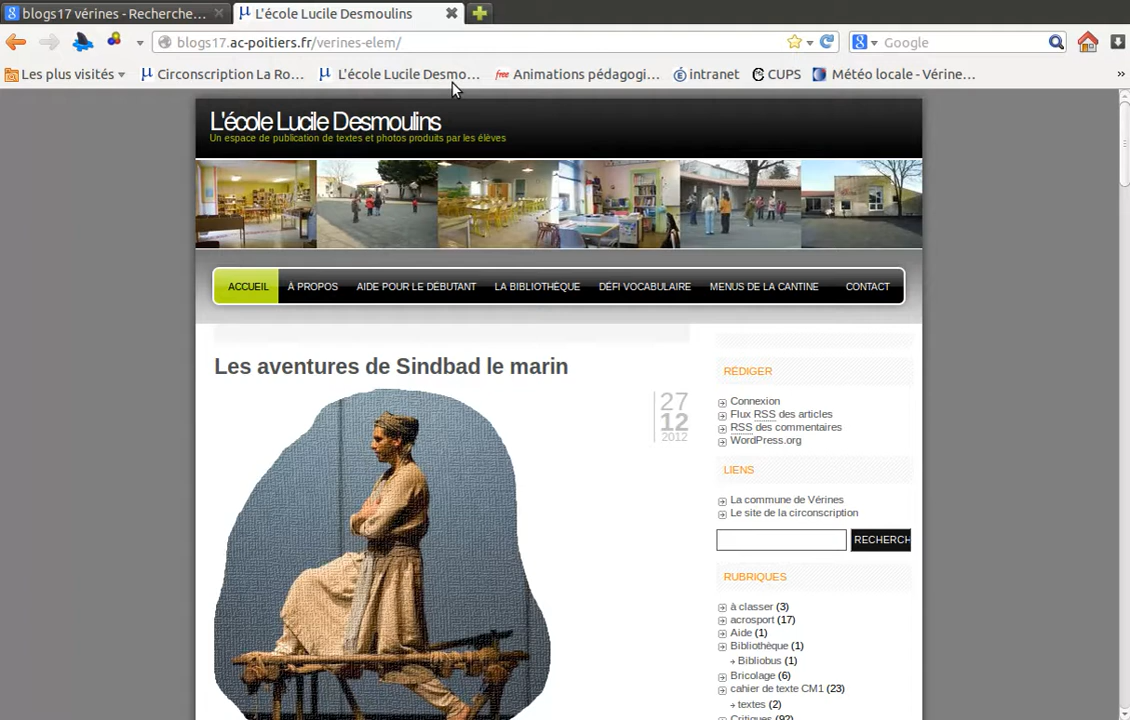 blogs17 vérines - Recherche...
L'école Lucile Desmoulins
blogs17.ac-poitiers.fr/verines-elem/
Google
Les plus visités
Circonscription La Ro...
L'école Lucile Desmo...
free Animations pédagogi...
intranet
CUPS
Météo locale - Vérine...
»
L'école Lucile Desmoulins
Un espace de publication de textes et photos produits par les élèves
ACCUEIL
À PROPOS
AIDE POUR LE DÉBUTANT
LA BIBLIOTHÈQUE
DÉFI VOCABULAIRE
MENUS DE LA CANTINE
CONTACT
Les aventures de Sindbad le marin
27
12
2012
RÉDIGER
Connexion
Flux RSS des articles
RSS des commentaires
WordPress.org
LIENS
La commune de Vérines
Le site de la circonscription
RECHERCH
RUBRIQUES
à classer (3)
acrosport (17)
Aide (1)
Bibliothèque (1)
Bibliobus (1)
Bricolage (6)
cahier de texte CM1 (23)
textes (2)
Critiques (92)